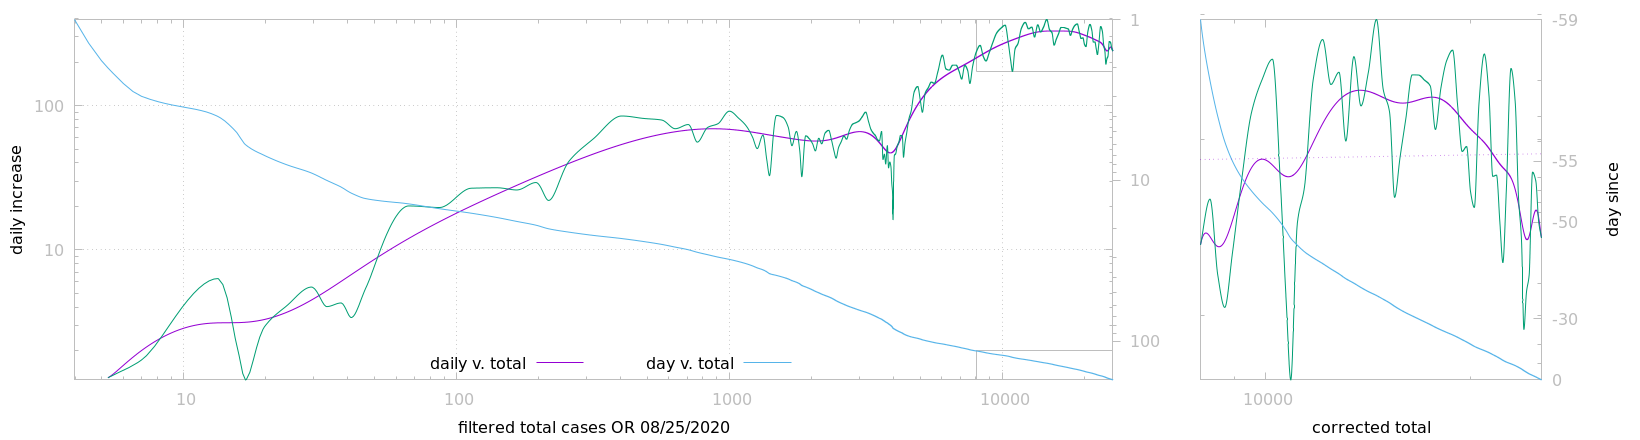 daily increase
100
10
1
10
100
daily v. total
day v. total
10
100
1000
10000
filtered total cases OR 08/25/2020
-59
-55
-50
-30
0
day since
10000
corrected total